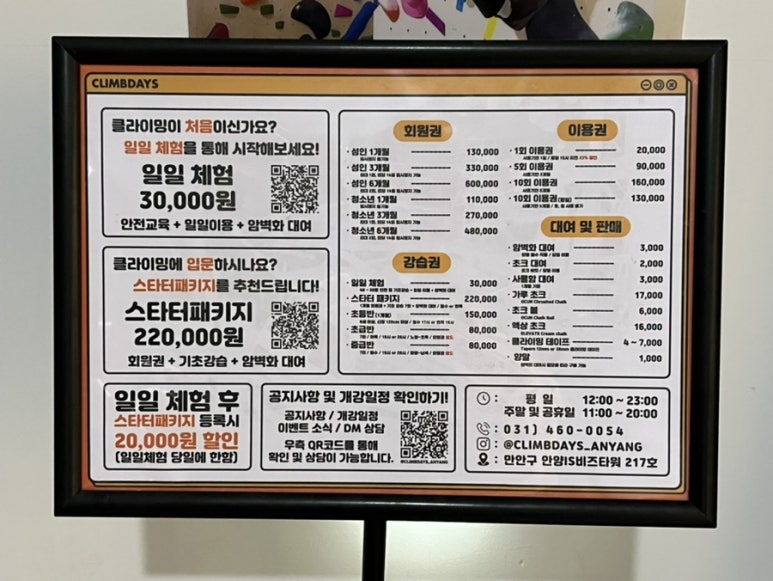 CLIMBDAYS
클라이밍이 처음이신가요?
일일 체험을 통해 시작해보세요!
일일 체험
30,000원
안전교육 + 일일이용 + 암벽화 대여
클라이밍에 입문하시나요?
스타터패키지를 추천드립니다!
스타터패키지
220,000원
회원권 + 기초강습 + 암벽화 대여
일일 체험 후
스타터패키지 등록시
20,000원 할인
(일일체험 당일에 한함)
회원권
성인 1개월 130,000
성인 3개월 330,000
성인 6개월 600,000
청소년 1개월 110,000
청소년 3개월 270,000
청소년 6개월 480,000
강습권
일일 체험 30,000
스타터 패키지 220,000
초등반 (1개월) 150,000
초급반 80,000
중급반 80,000
이용권
1회 이용권 20,000
5회 이용권 90,000
10회 이용권 160,000
10회 이용권 (평일) 130,000
대여 및 판매
암벽화 대여 3,000
초크 대여 2,000
사물함 대여 3,000
가루 초크 17,000
초크 볼 6,000
액상 초크 16,000
클라이밍 테이프 4 ~ 7,000
양말 1,000
공지사항 및 개강일정 확인하기!
공지사항 / 개강일정
이벤트 소식 / DM 상담
우측 QR코드를 통해
확인 및 상담이 가능합니다.
@CLIMBDAYS_ANYANG
: 평 일 12:00 ~ 23:00
주말 및 공휴일 11:00 ~ 20:00
: 031) 460-0054
: @CLIMBDAYS_ANYANG
: 만안구 안양IS비즈타워 217호